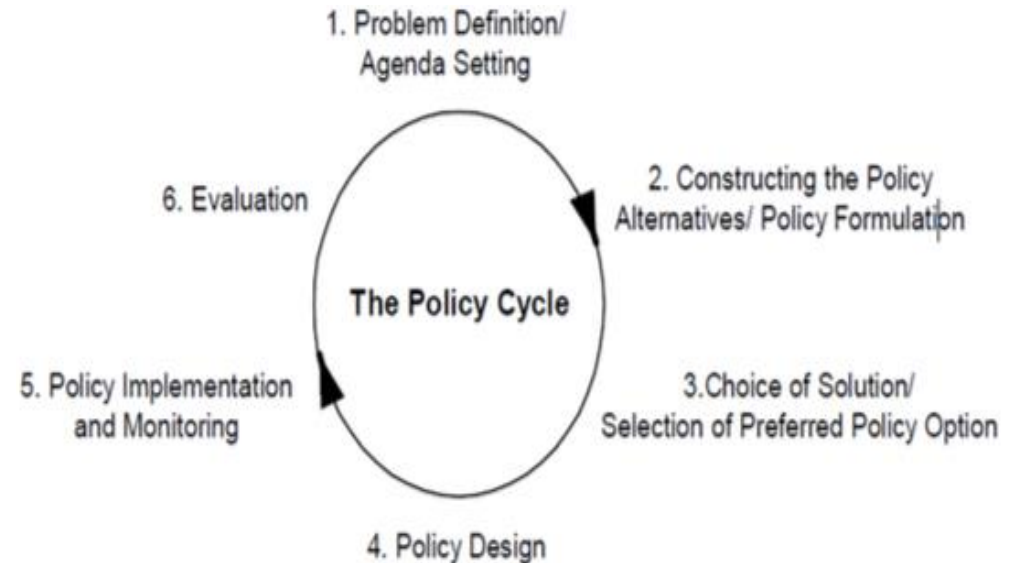 1. Problem Definition/
Agenda Setting
2. Constructing the Policy
Alternatives/ Policy Formulation
6. Evaluation
The Policy Cycle
3.Choice of Solution/
Selection of Preferred Policy Option
5. Policy Implementation
and Monitoring
4. Policy Design